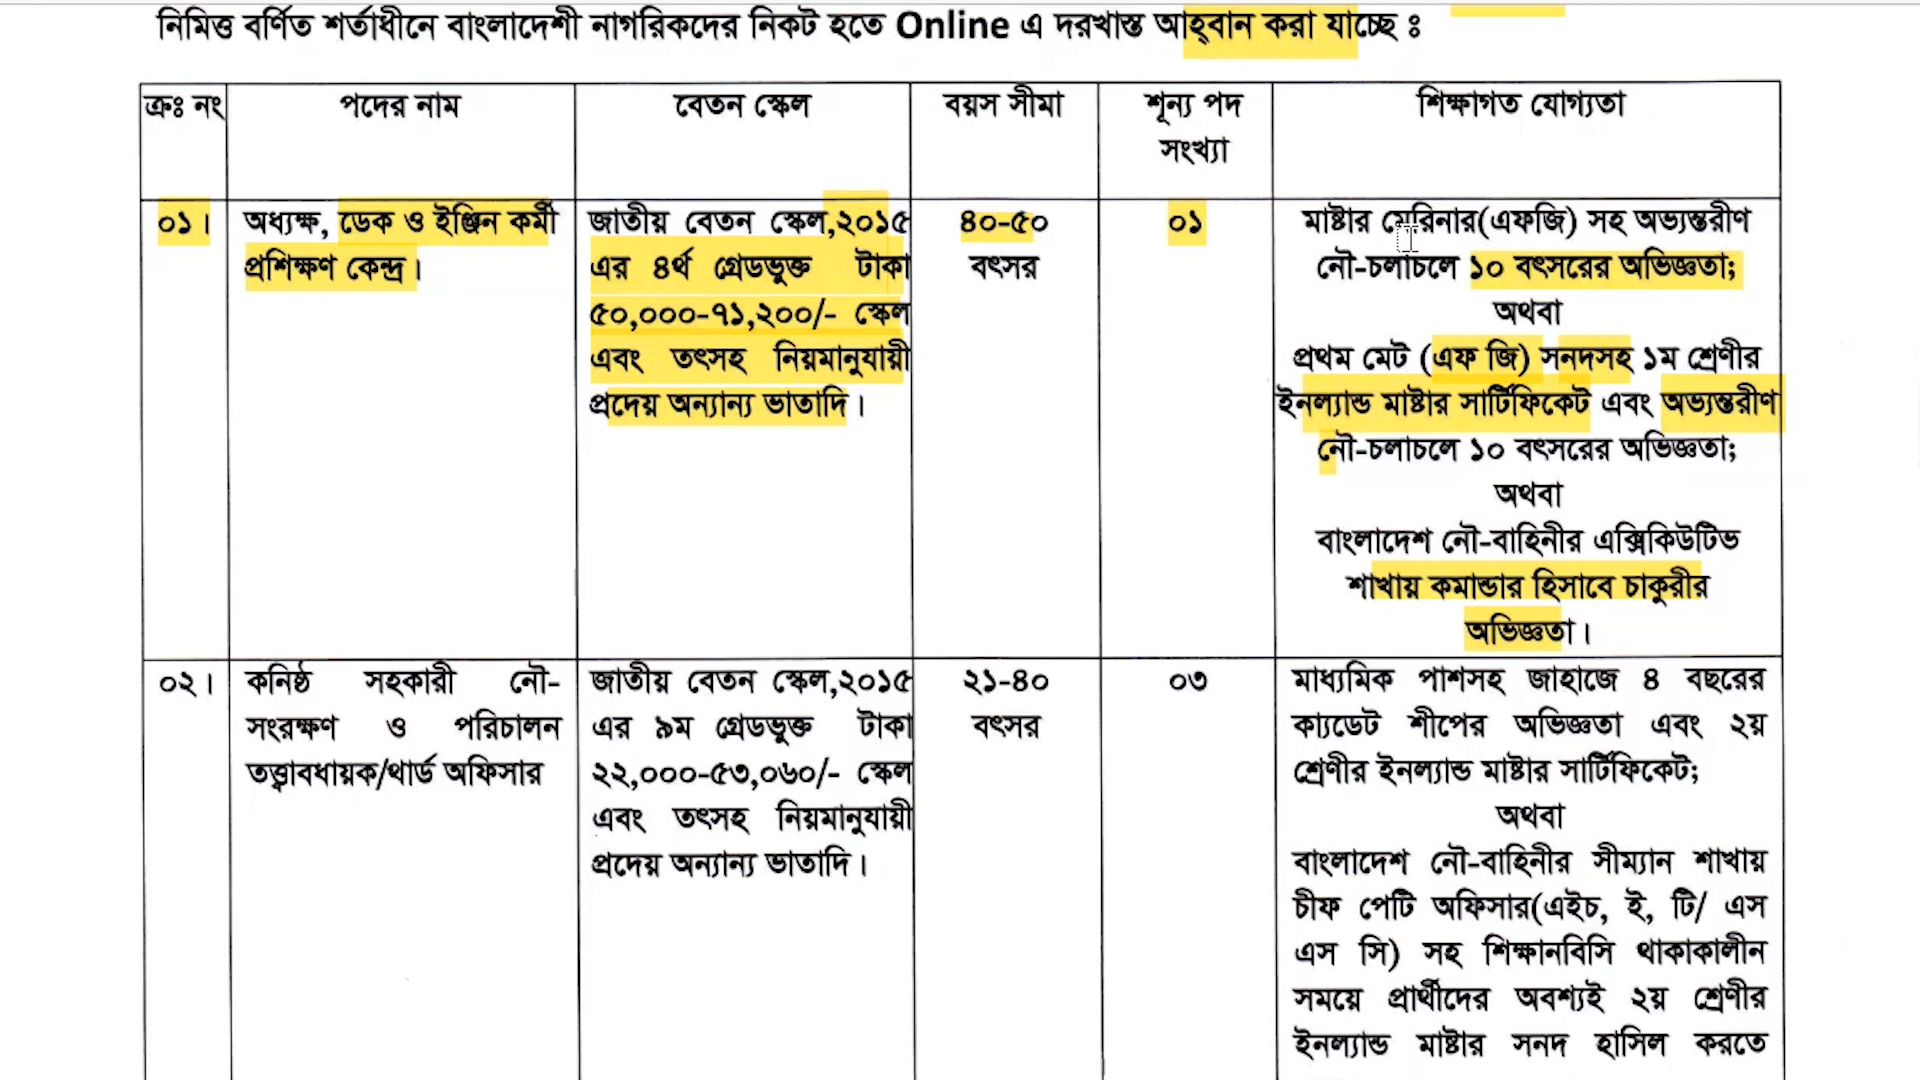 নিমিত্ত বর্ণিত শর্তাধীনে বাংলাদেশী নাগরিকদের নিকট হতে Online এ দরখাস্ত আহ্বান করা যাচ্ছে ঃ
ক্রঃ নং
পদের নাম
বেতন স্কেল
বয়স সীমা
শূন্য পদ
সংখ্যা
শিক্ষাগত যোগ্যতা
০১।
অধ্যক্ষ, ডেক ও ইঞ্জিন কর্মী
প্রশিক্ষণ কেন্দ্র।
জাতীয় বেতন স্কেল,২০১৫
এর ৪র্থ গ্রেডভুক্ত টাকা
৫০,০০০-৭১,২০০/- স্কেল
এবং তৎসহ নিয়মানুযায়ী
প্রদেয় অন্যান্য ভাতাদি।
৪০-৫০
বৎসর
০১
মাষ্টার মেরিনার(এফজি) সহ অভ্যন্তরীণ
নৌ-চলাচলে ১০ বৎসরের অভিজ্ঞতা;
অথবা
প্রথম মেট (এফ জি) সনদসহ ১ম শ্রেণীর
ইনল্যান্ড মাষ্টার সার্টিফিকেট এবং অভ্যন্তরীণ
নৌ-চলাচলে ১০ বৎসরের অভিজ্ঞতা;
অথবা
বাংলাদেশ নৌ-বাহিনীর এক্সিকিউটিভ
শাখায় কমান্ডার হিসাবে চাকুরীর
অভিজ্ঞতা।
০২।
কনিষ্ঠ সহকারী নৌ-
সংরক্ষণ ও পরিচালন
তত্ত্বাবধায়ক/থার্ড অফিসার
জাতীয় বেতন স্কেল,২০১৫
এর ৯ম গ্রেডভুক্ত টাকা
২২,০০০-৫৩,০৬০/- স্কেল
এবং তৎসহ নিয়মানুযায়ী
প্রদেয় অন্যান্য ভাতাদি।
২১-৪০
বৎসর
০৩
মাধ্যমিক পাশসহ জাহাজে ৪ বছরের
ক্যাডেট শীপের অভিজ্ঞতা এবং ২য়
শ্রেণীর ইনল্যান্ড মাষ্টার সার্টিফিকেট;
অথবা
বাংলাদেশ নৌ-বাহিনীর সীম্যান শাখায়
চীফ পেটি অফিসার(এইচ, ই, টি/ এস
এস সি) সহ শিক্ষানবিসি থাকাকালীন
সময়ে প্রার্থীদের অবশ্যই ২য় শ্রেণীর
ইনল্যান্ড মাষ্টার সনদ হাসিল করতে